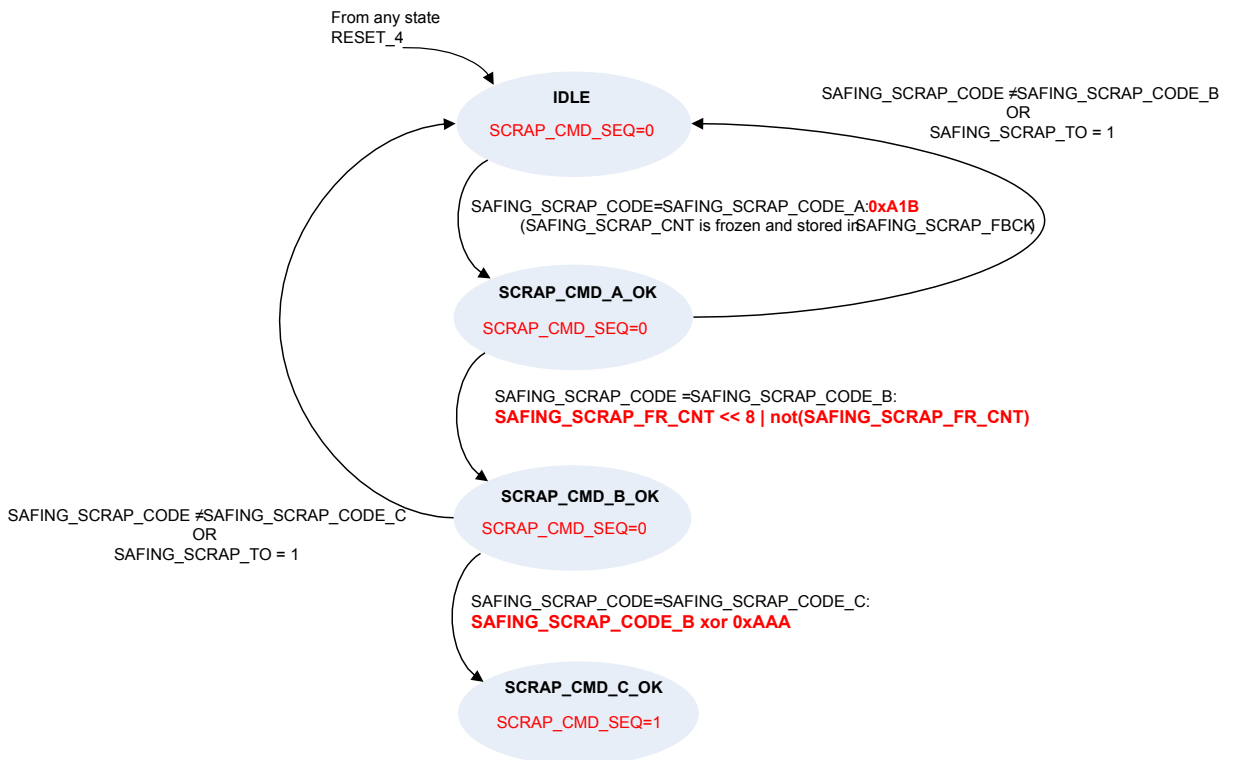 From any state
RESET_4
IDLE
SCRAP_CMD_SEQ=0
SAFING_SCRAP_CODE ≠SAFING_SCRAP_CODE_B
OR
SAFING_SCRAP_TO = 1
SAFING_SCRAP_CODE=SAFING_SCRAP_CODE_A:0xA1B
(SAFING_SCRAP_CNT is frozen and stored in SAFING_SCRAP_FBCK)
SCRAP_CMD_A_OK
SCRAP_CMD_SEQ=0
SAFING_SCRAP_CODE =SAFING_SCRAP_CODE_B:
SAFING_SCRAP_FR_CNT << 8 | not(SAFING_SCRAP_FR_CNT)
SCRAP_CMD_B_OK
SCRAP_CMD_SEQ=0
SAFING_SCRAP_CODE ≠SAFING_SCRAP_CODE_C
OR
SAFING_SCRAP_TO = 1
SAFING_SCRAP_CODE=SAFING_SCRAP_CODE_C:
SAFING_SCRAP_CODE_B xor 0xAAA
SCRAP_CMD_C_OK
SCRAP_CMD_SEQ=1